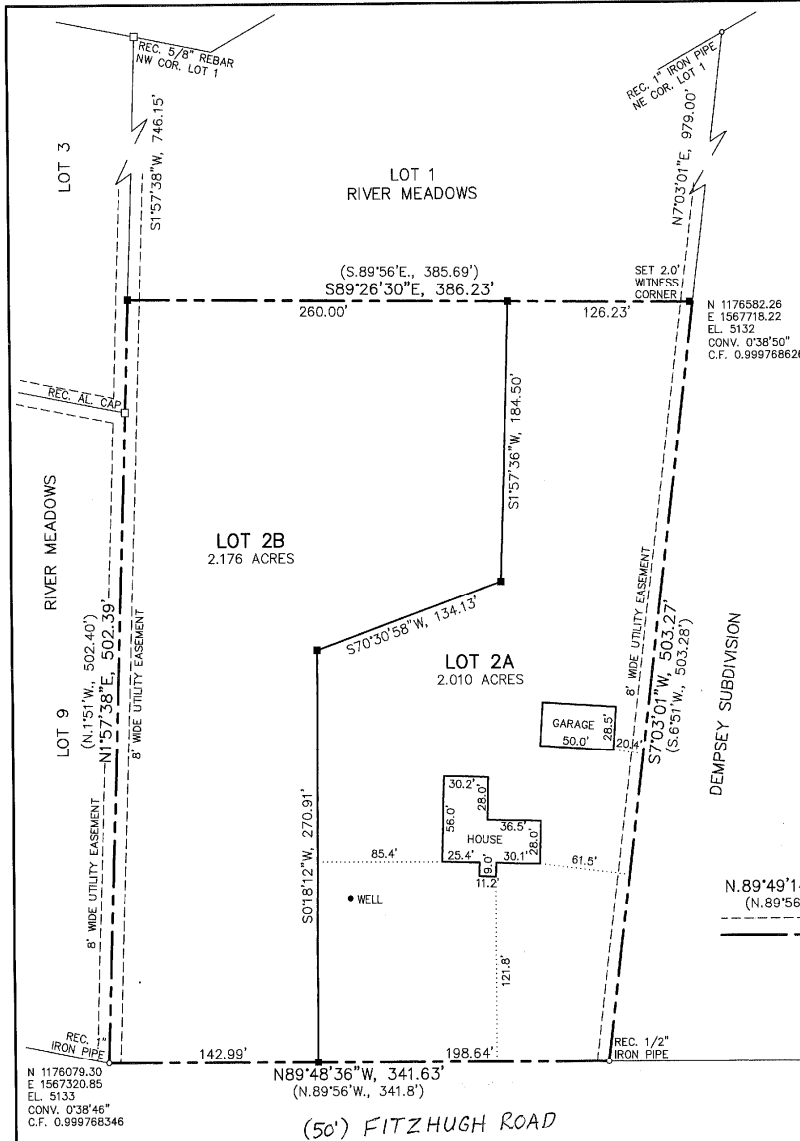 REC. 5/8" REBAR
NW COR. LOT 1
REC. 1" IRON PIPE
NE COR. LOT 1
LOT 3
S1°57'38"W, 746.15'
N7°03'01"E, 979.00'
LOT 1
RIVER MEADOWS
(S.89°56'E., 385.69')
S89°26'30"E, 386.23'
SET 2.0'
WITNESS
CORNER
260.00'
126.23'
N 1176582.26
E 1567718.22
EL. 5132
CONV. 0°38'50"
C.F. 0.999768626
REC. AL. CAP
S1°57'36"W, 184.50'
LOT 2B
2.176 ACRES
RIVER MEADOWS
LOT 9
(N.1°51'W., 502.40')
N1°57'38"E, 502.39'
8' WIDE UTILITY EASEMENT
8' WIDE UTILITY EASEMENT
S70°30'58"W, 134.13'
LOT 2A
2.010 ACRES
8' WIDE UTILITY EASEMENT
S7°03'01"W, 503.27'
(S.6°51'W., 503.28')
DEMPSEY SUBDIVISION
GARAGE
50.0'
28.5'
20.4'
S0°18'12"W, 270.91'
30.2'
28.0'
56.0'
36.5'
HOUSE
28.0'
85.4'
25.4'
9.0'
30.1'
61.5'
11.2'
WELL
121.8'
N.89°49'14
(N.89°56
REC. 1"
IRON PIPE
142.99'
198.64'
REC. 1/2"
IRON PIPE
N89°48'36"W, 341.63'
(N.89°56'W., 341.8')
N 1176079.30
E 1567320.85
EL. 5133
CONV. 0°38'46"
C.F. 0.999768346
(50') FITZHUGH ROAD